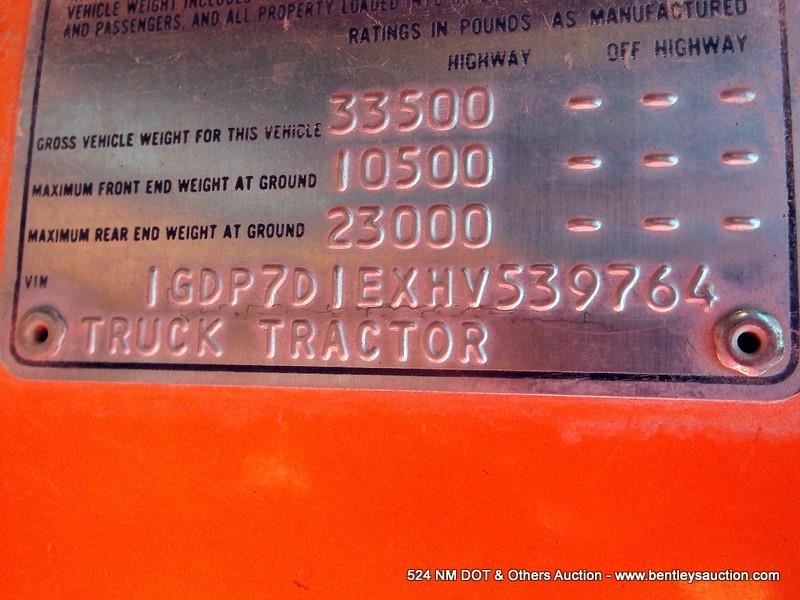 VEHICLE WEIGHT INCLUDES
AND PASSENGERS, AND ALL PROPERTY LOADED INTO OR
RATINGS IN POUNDS AS MANUFACTURED
HIGHWAY OFF HIGHWAY
GROSS VEHICLE WEIGHT FOR THIS VEHICLE 33500 - - -
MAXIMUM FRONT END WEIGHT AT GROUND 10500 - - -
MAXIMUM REAR END WEIGHT AT GROUND 23000 - - -
VIN 1GDP7D1EXHV539764
TRUCK TRACTOR
524 NM DOT & Others Auction - www.bentleysauction.com